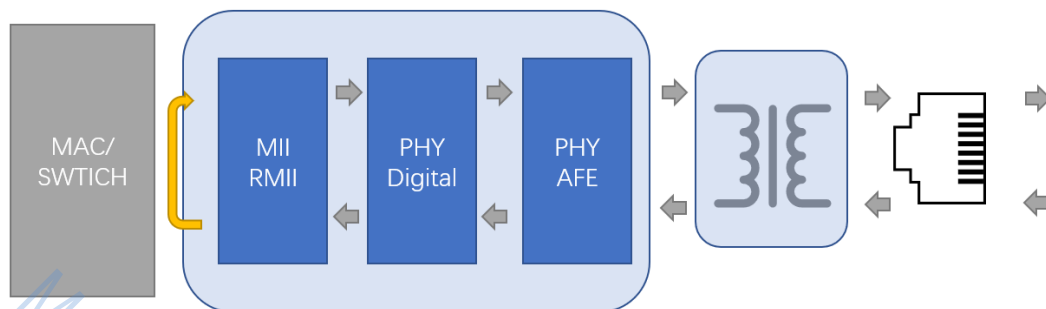 MAC/
SWTICH
MII
RMII
PHY
Digital
PHY
AFE